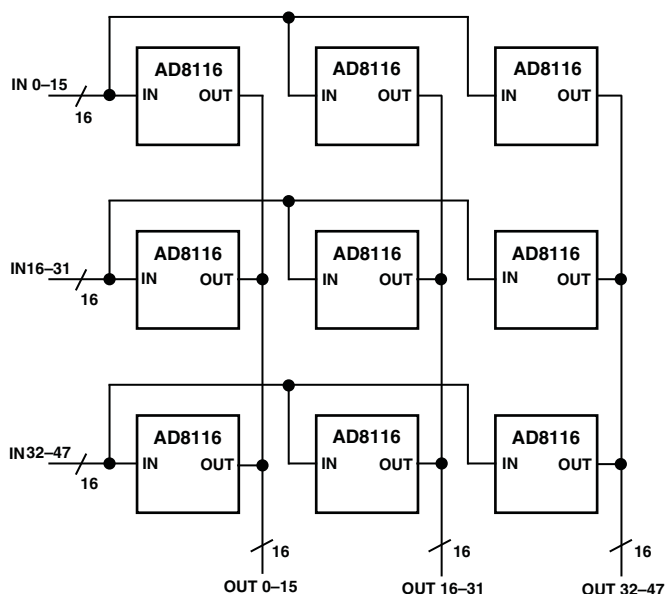 AD8116 AD8116 AD8116
IN 0–15 IN OUT IN OUT IN OUT
16
AD8116 AD8116 AD8116
IN16–31 IN OUT IN OUT IN OUT
16
AD8116 AD8116 AD8116
IN32–47 IN OUT IN OUT IN OUT
16
16 16 16
OUT 0–15 OUT 16–31 OUT 32–47